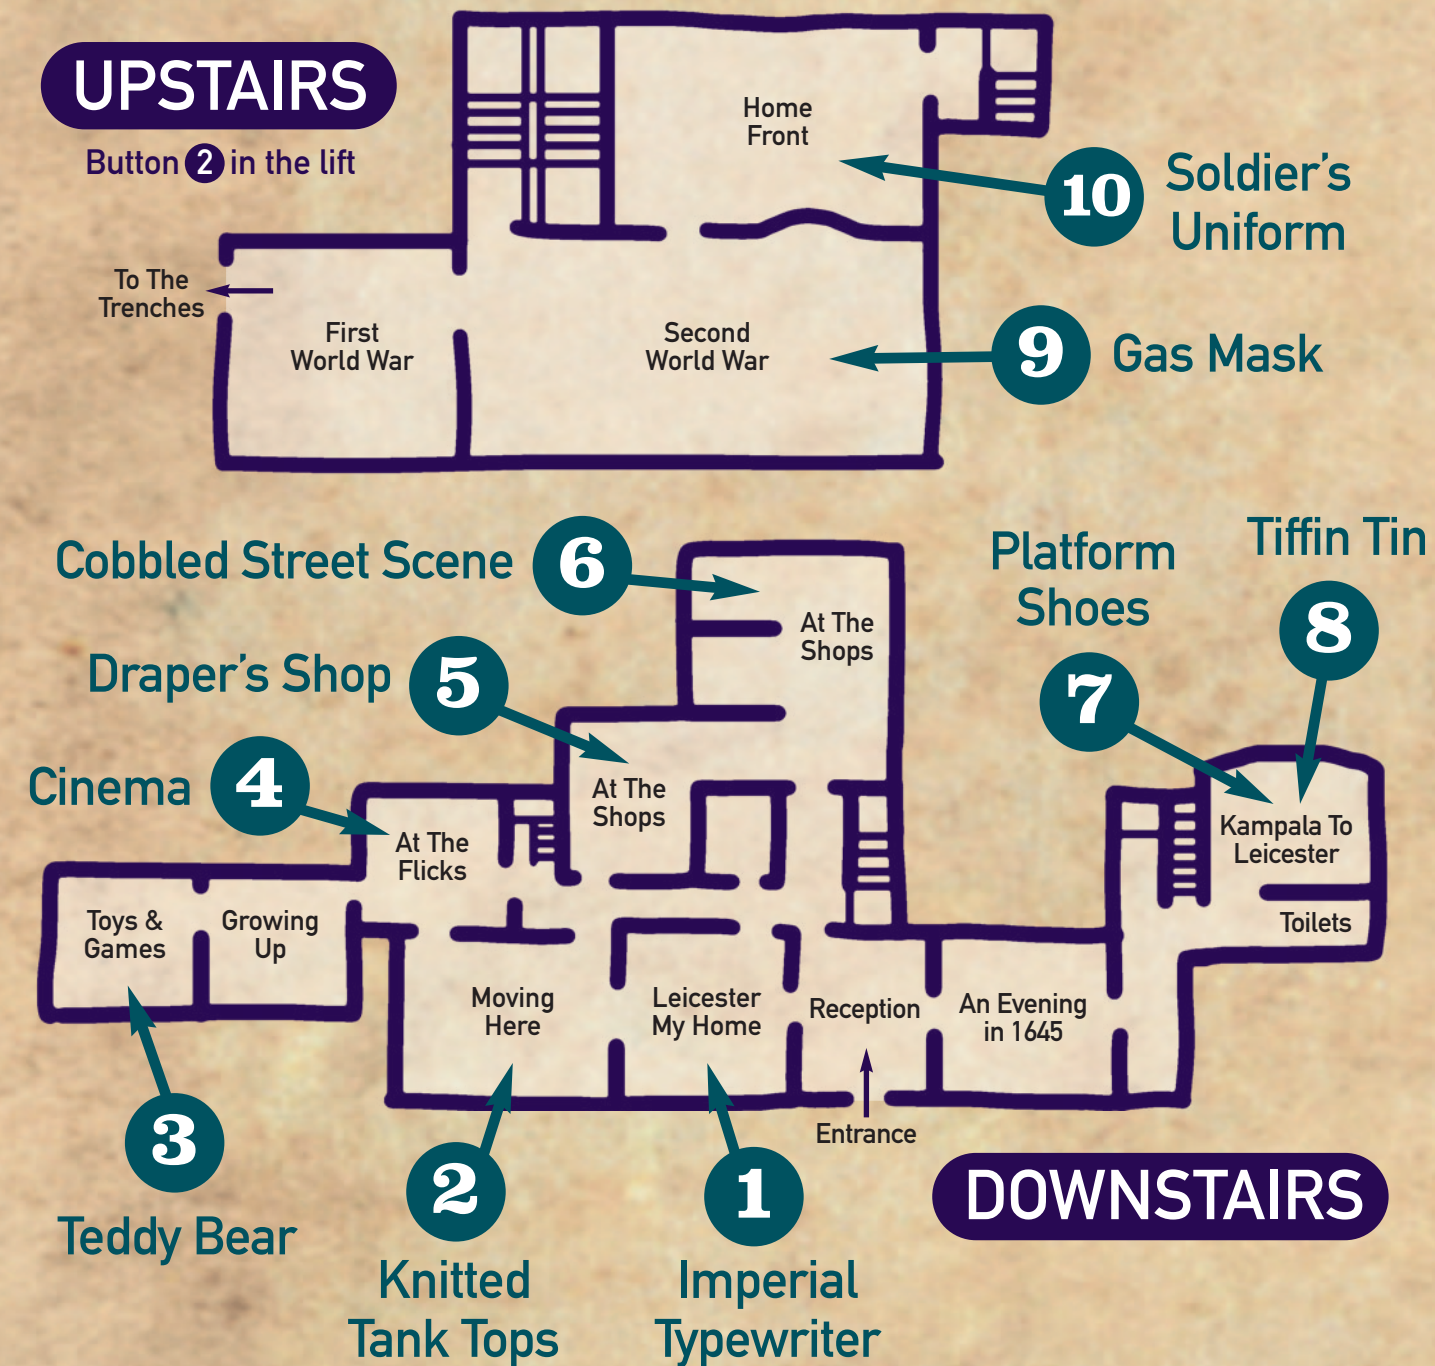 UPSTAIRS
Button 2 in the lift
Home
Front
10
Soldier's
Uniform
To The
Trenches
First
World War
Second
World War
9
Gas Mask
Cobbled Street Scene
6
Platform
Shoes
Tiffin Tin
At The
Shops
8
Draper's Shop
5
7
Cinema
4
At The
Shops
At The
Flicks
Kampala To
Leicester
Toilets
Toys &
Games
Growing
Up
Moving
Here
Leicester
My Home
Reception
An Evening
in 1645
Entrance
3
Teddy Bear
2
Knitted
Tank Tops
1
Imperial
Typewriter
DOWNSTAIRS